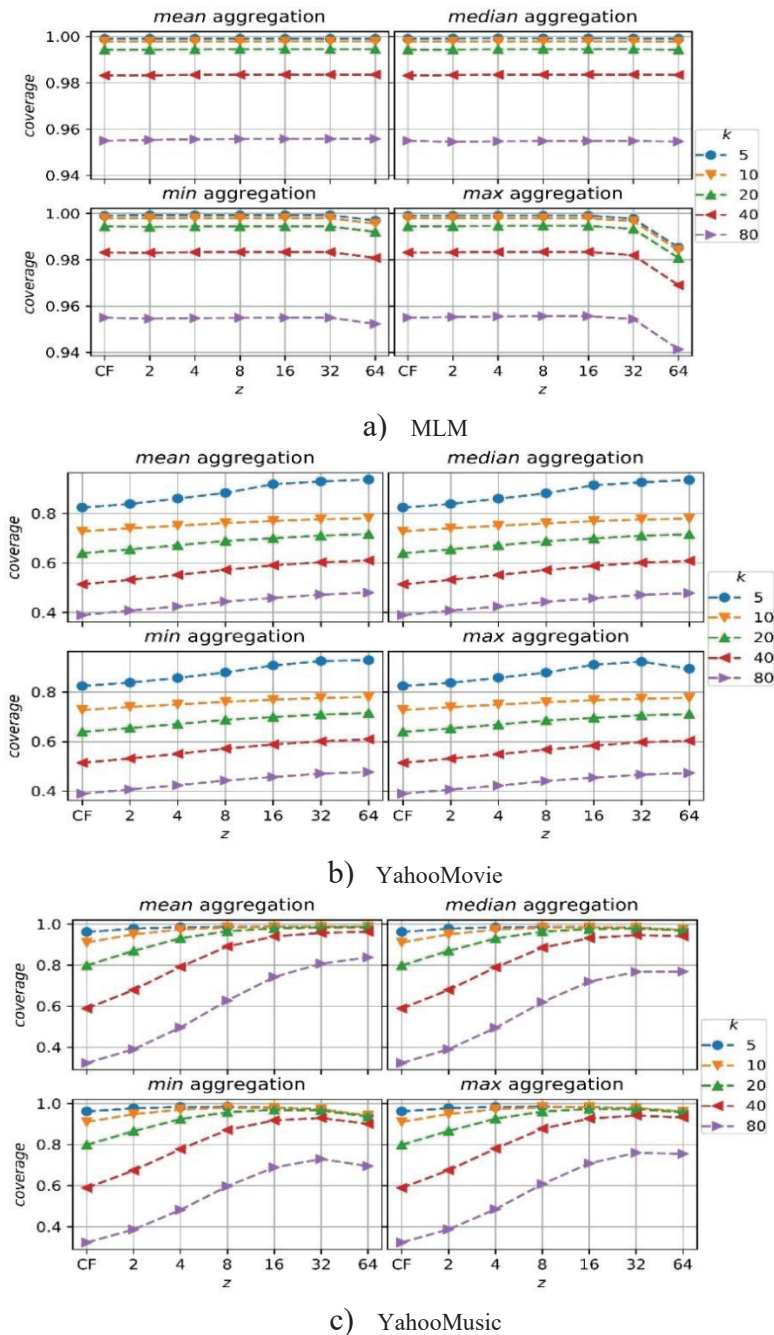 mean aggregation
median aggregation
1.00
0.98
0.96
0.94
coverage
min aggregation
max aggregation
1.00
0.98
0.96
0.94
coverage
CF 2 4 8 16 32 64
z
CF 2 4 8 16 32 64
z
k
5
10
20
40
80
a) MLM
mean aggregation
median aggregation
0.8
0.6
0.4
coverage
min aggregation
max aggregation
0.8
0.6
0.4
coverage
CF 2 4 8 16 32 64
z
CF 2 4 8 16 32 64
z
k
5
10
20
40
80
b) YahooMovie
mean aggregation
median aggregation
1.0
0.8
0.6
0.4
coverage
min aggregation
max aggregation
1.0
0.8
0.6
0.4
coverage
CF 2 4 8 16 32 64
z
CF 2 4 8 16 32 64
z
k
5
10
20
40
80
c) YahooMusic